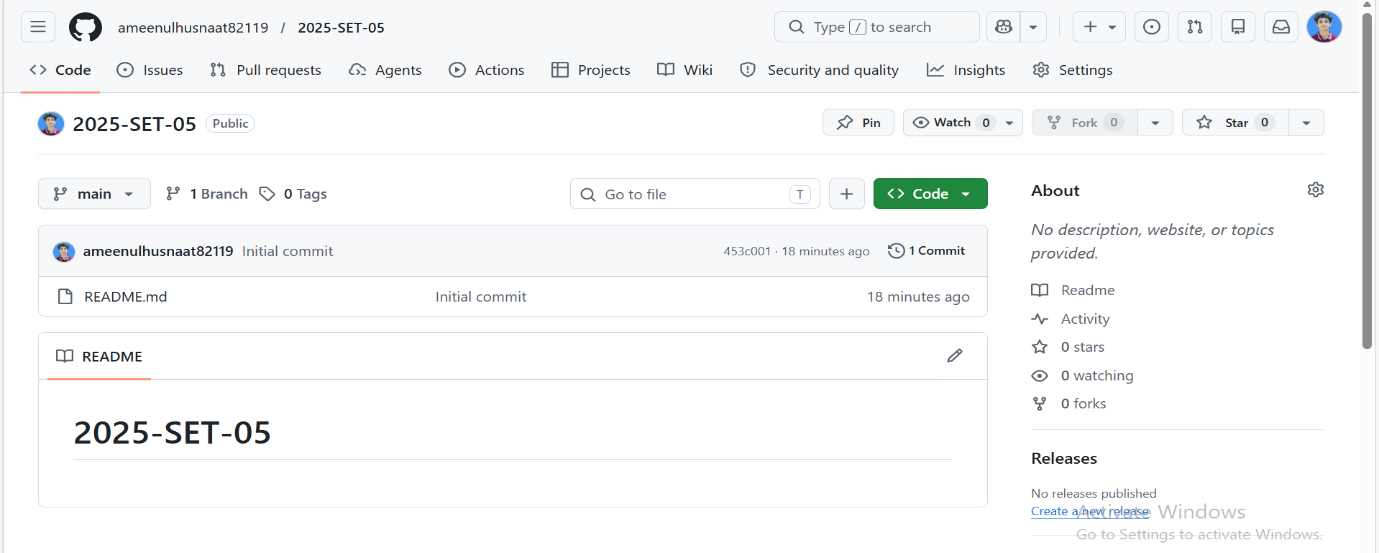 ameenulhusnaat82119 / 2025-SET-05
Type / to search
Code Issues Pull requests Agents Actions Projects Wiki Security and quality Insights Settings
2025-SET-05 Public
Pin Watch 0 Fork 0 Star 0
main 1 Branch 0 Tags
Go to file T
Code
ameenulhusnaat82119 Initial commit
453c001 · 18 minutes ago 1 Commit
README.md Initial commit 18 minutes ago
README
2025-SET-05
About
No description, website, or topics
provided.
Readme
Activity
0 stars
0 watching
0 forks
Releases
No releases published
Create a new release
Activate Windows
Go to Settings to activate Windows.